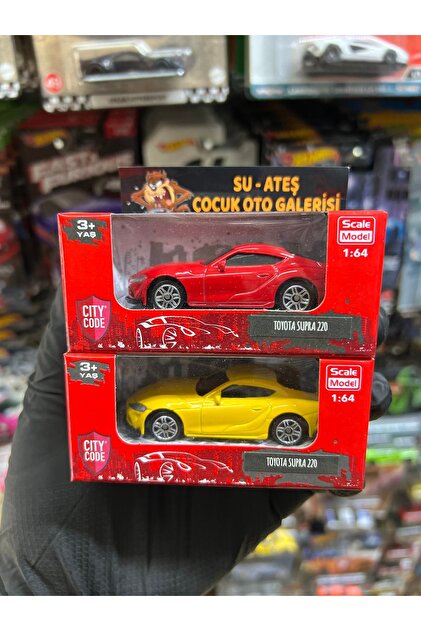 SU - ATEŞ
ÇOCUK OTO GALERİSİ
3+
YAŞ
Scale
Model
1:64
CITY
CODE
TOYOTA SUPRA 220
3+
YAŞ
Scale
Model
1:64
CITY
CODE
TOYOTA SUPRA 220